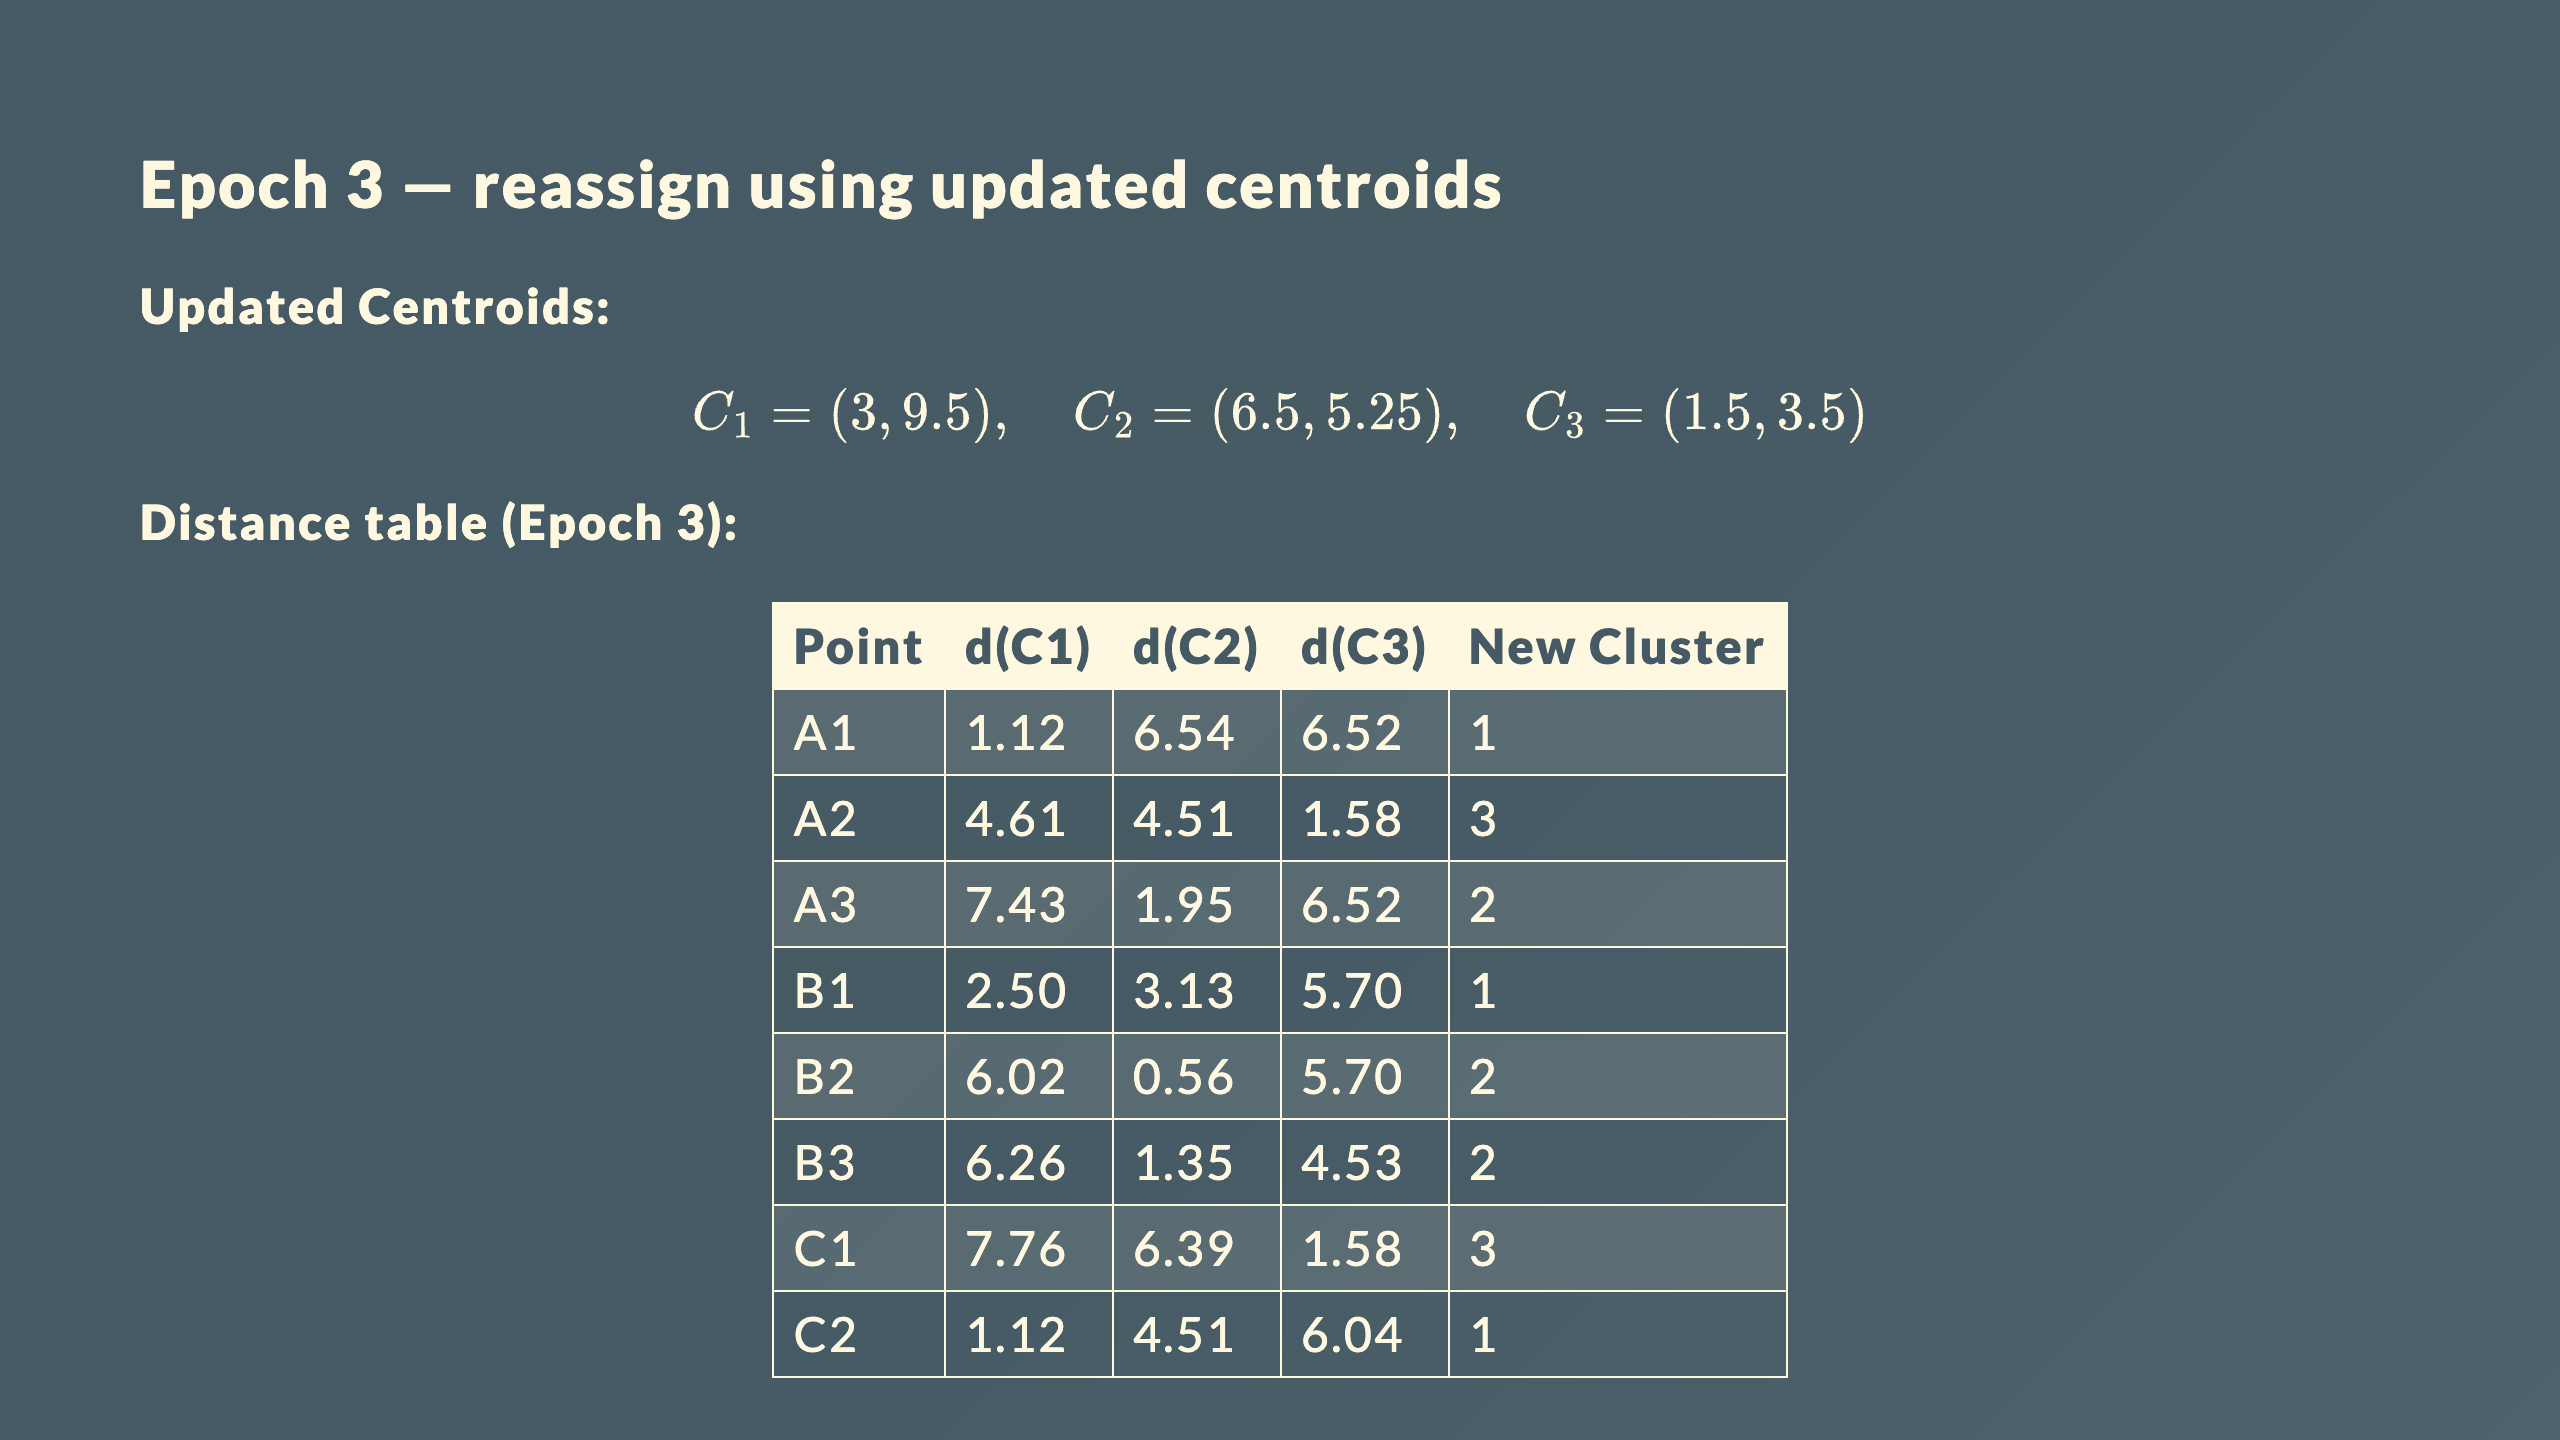 Epoch 3 — reassign using updated centroids
Updated Centroids:
C₁ = (3, 9.5), C₂ = (6.5, 5.25), C₃ = (1.5, 3.5)
Distance table (Epoch 3):
Point d(C1) d(C2) d(C3) New Cluster
A1 1.12 6.54 6.52 1
A2 4.61 4.51 1.58 3
A3 7.43 1.95 6.52 2
B1 2.50 3.13 5.70 1
B2 6.02 0.56 5.70 2
B3 6.26 1.35 4.53 2
C1 7.76 6.39 1.58 3
C2 1.12 4.51 6.04 1